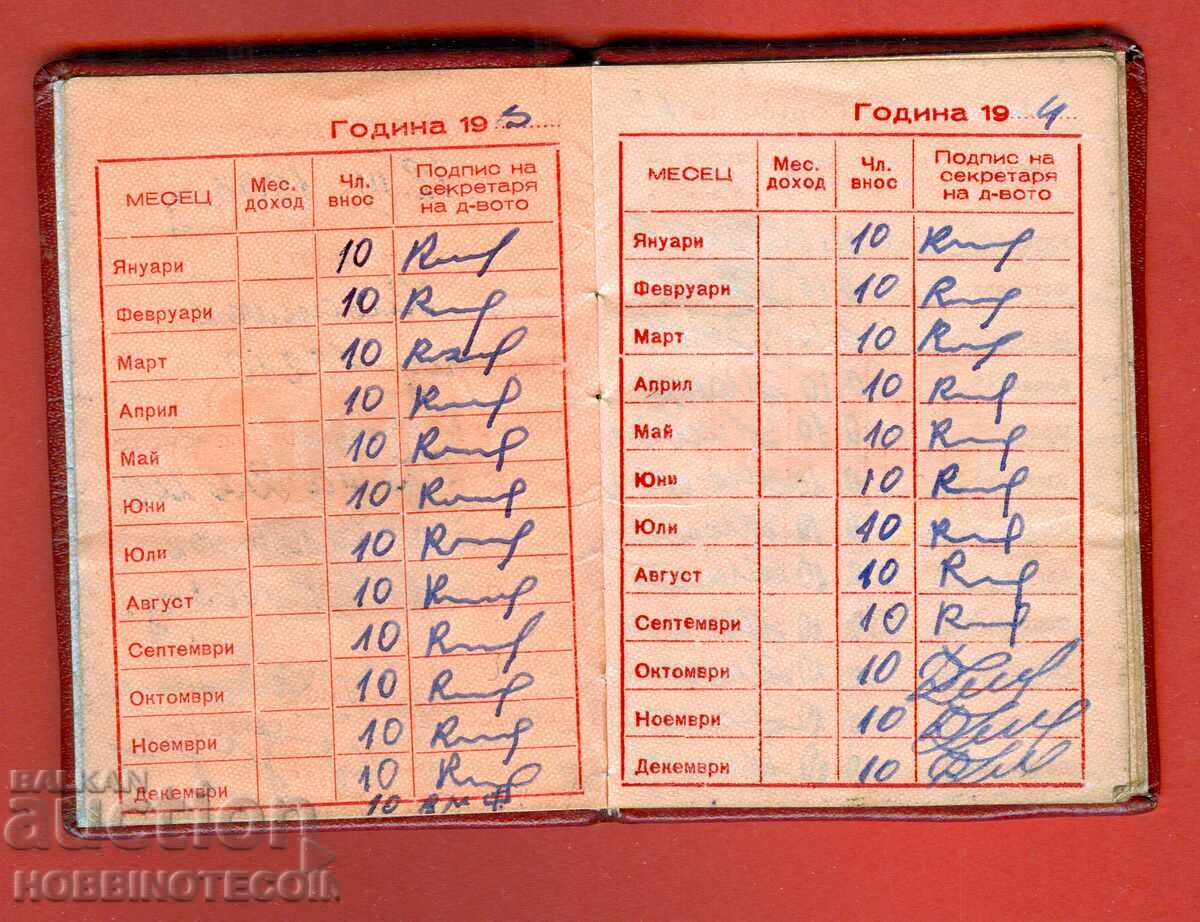 Година 19 5
МЕСЕЦ Мес. доход Чл. внос Подпис на секретаря на д-вото
Януари 10
Февруари 10
Март 10
Април 10
Май 10
Юни 10
Юли 10
Август 10
Септември 10
Октомври 10
Ноември 10
Декември 10
10
Година 19 4
МЕСЕЦ Мес. доход Чл. внос Подпис на секретаря на д-вото
Януари 10
Февруари 10
Март 10
Април 10
Май 10
Юни 10
Юли 10
Август 10
Септември 10
Октомври 10
Ноември 10
Декември 10
BALKAN
auction
HOBBINOTECOIN